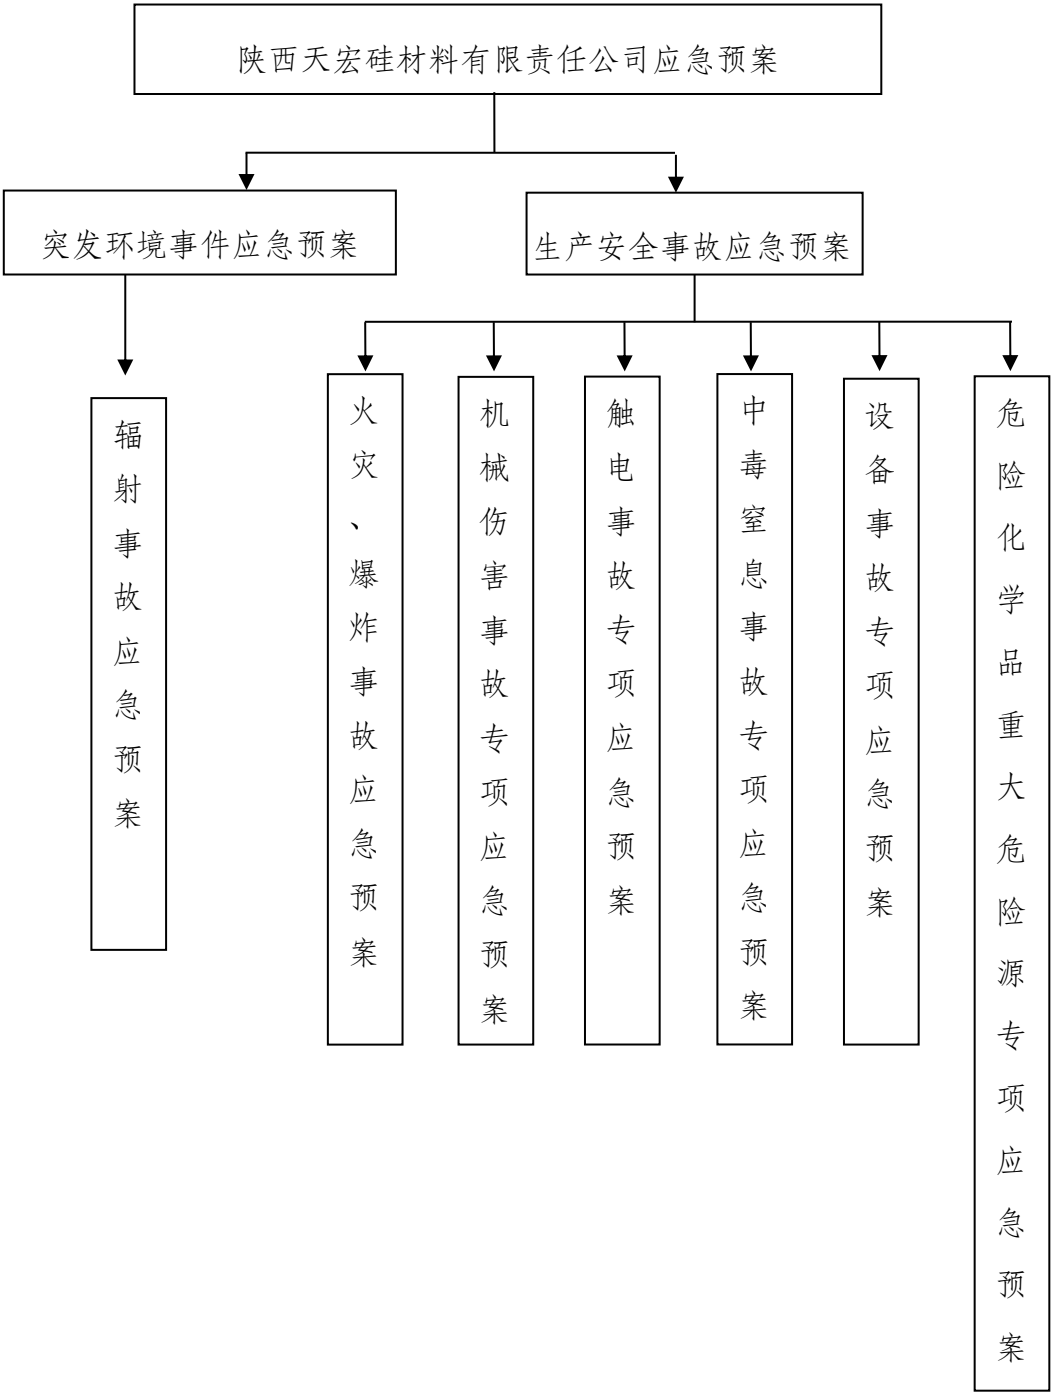 陕西天宏硅材料有限责任公司应急预案
突发环境事件应急预案
生产安全事故应急预案
辐射事故应急预案
火灾、爆炸事故应急预案
机械伤害事故专项应急预案
触电事故专项应急预案
中毒窒息事故专项应急预案
设备事故专项应急预案
危险化学品重大危险源专项应急预案